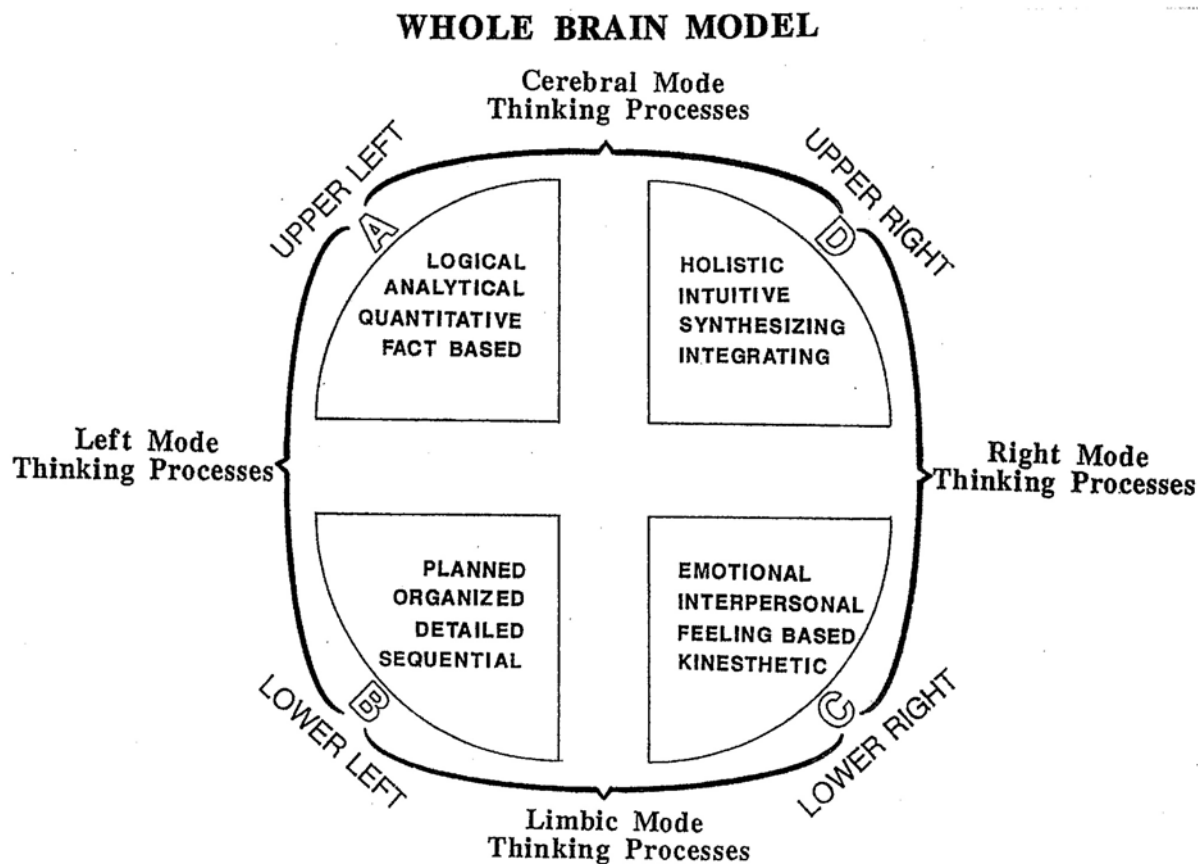 WHOLE BRAIN MODEL
Cerebral Mode
Thinking Processes
UPPER LEFT
UPPER RIGHT
A
D
LOGICAL
ANALYTICAL
QUANTITATIVE
FACT BASED
HOLISTIC
INTUITIVE
SYNTHESIZING
INTEGRATING
Left Mode
Thinking Processes
Right Mode
Thinking Processes
PLANNED
ORGANIZED
DETAILED
SEQUENTIAL
EMOTIONAL
INTERPERSONAL
FEELING BASED
KINESTHETIC
B
C
LOWER LEFT
LOWER RIGHT
Limbic Mode
Thinking Processes